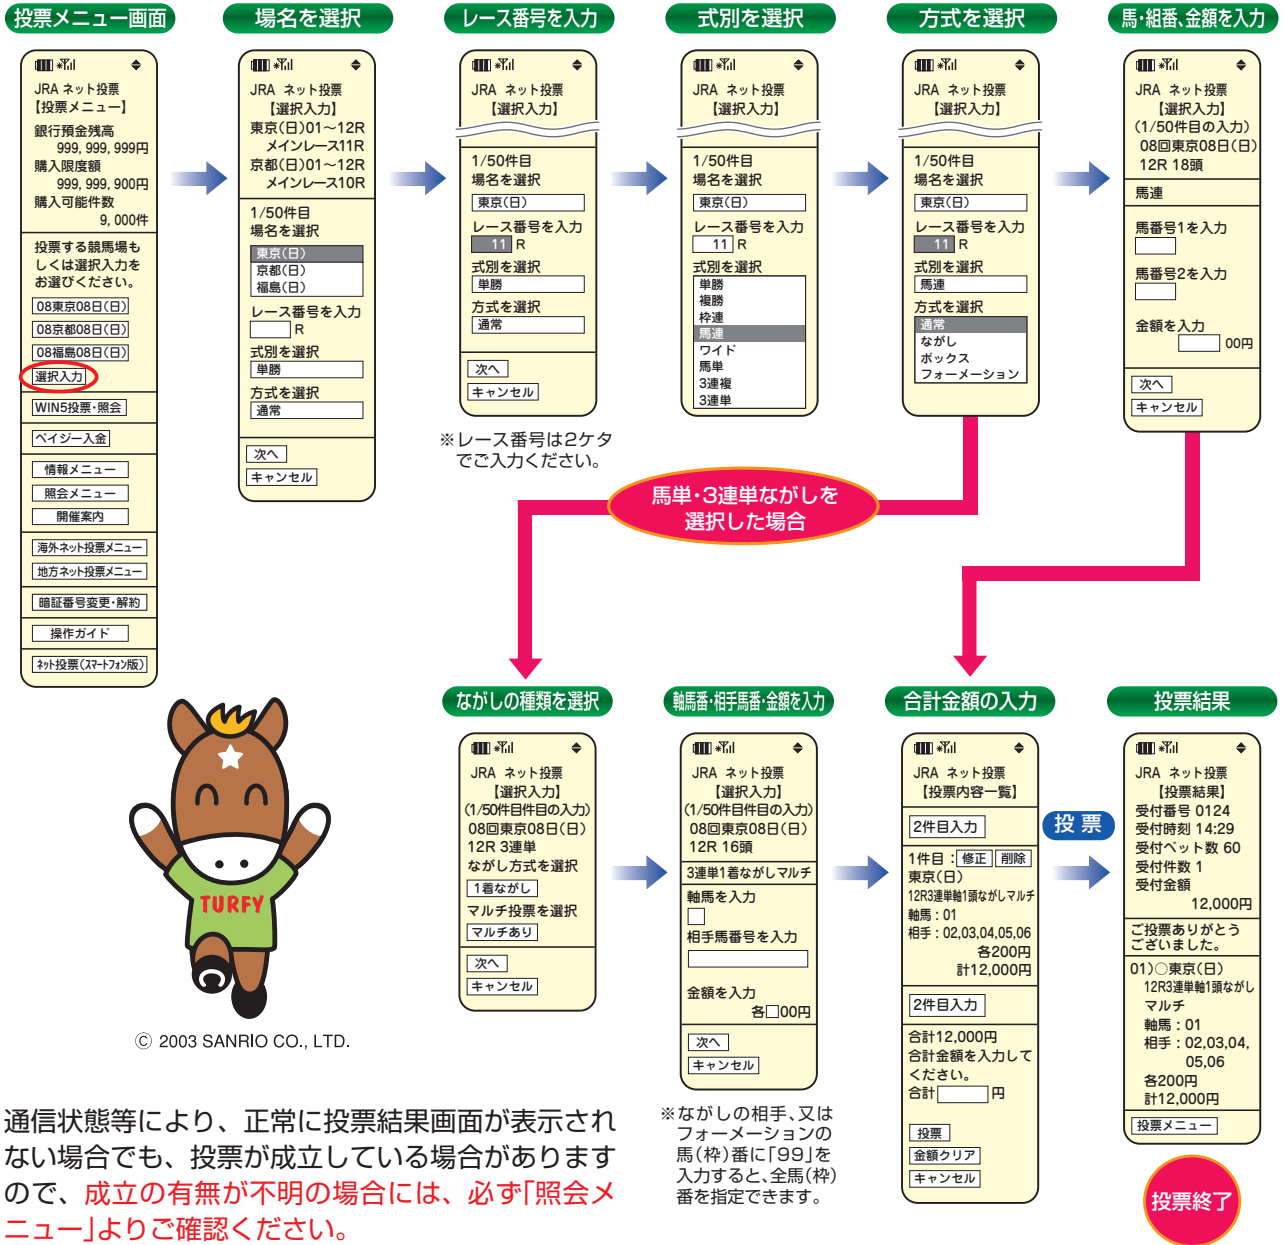 投票メニュー画面
JRA ネット投票
【投票メニュー】
銀行預金残高
999,999,999円
購入限度額
999,999,900円
購入可能件数
9,000件
投票する競馬場も
しくは選択入力を
お選びください。
08東京08日(日)
08京都08日(日)
08福島08日(日)
選択入力
WIN5投票・照会
ペイジー入金
情報メニュー
照会メニュー
開催案内
海外ネット投票メニュー
地方ネット投票メニュー
暗証番号変更・解約
操作ガイド
ネット投票(スマートフォン版)
場名を選択
JRA ネット投票
【選択入力】
東京(日)01〜12R
メインレース11R
京都(日)01〜12R
メインレース10R
1/50件目
場名を選択
東京(日)
京都(日)
福島(日)
レース番号を入力
R
式別を選択
単勝
方式を選択
通常
次へ
キャンセル
レース番号を入力
JRA ネット投票
【選択入力】
1/50件目
場名を選択
東京(日)
レース番号を入力
11 R
式別を選択
単勝
方式を選択
通常
次へ
キャンセル
※レース番号は2ケタ
でご入力ください。
式別を選択
JRA ネット投票
【選択入力】
1/50件目
場名を選択
東京(日)
レース番号を入力
11 R
式別を選択
単勝
複勝
枠連
馬連
ワイド
馬単
3連複
3連単
方式を選択
JRA ネット投票
【選択入力】
1/50件目
場名を選択
東京(日)
レース番号を入力
11 R
式別を選択
馬連
方式を選択
通常
ながし
ボックス
フォーメーション
馬・組番、金額を入力
JRA ネット投票
【選択入力】
(1/50件目の入力)
08回東京08日(日)
12R 18頭
馬連
馬番号1を入力
馬番号2を入力
金額を入力
00円
次へ
キャンセル
馬単・3連単ながしを
選択した場合
ながしの種類を選択
JRA ネット投票
【選択入力】
(1/50件目件目の入力)
08回東京08日(日)
12R 3連単
ながし方式を選択
1着ながし
マルチ投票を選択
マルチあり
次へ
キャンセル
軸馬番・相手馬番・金額を入力
JRA ネット投票
【選択入力】
(1/50件目件目の入力)
08回東京08日(日)
12R 16頭
3連単1着ながしマルチ
軸馬を入力
相手馬番号を入力
金額を入力
各□00円
次へ
キャンセル
※ながしの相手、又は
フォーメーションの
馬(枠)番に「99」を
入力すると、全馬(枠)
番を指定できます。
合計金額の入力
JRA ネット投票
【投票内容一覧】
2件目入力
1件目：修正 削除
東京(日)
12R3連単軸1頭ながしマルチ
軸馬：01
相手：02,03,04,05,06
各200円
計12,000円
2件目入力
合計12,000円
合計金額を入力して
ください。
合計 円
投票
金額クリア
キャンセル
投票
投票結果
JRA ネット投票
【投票結果】
受付番号 0124
受付時刻 14:29
受付ベット数 60
受付件数 1
受付金額
12,000円
ご投票ありがとう
ございました。
01)○東京(日)
12R3連単軸1頭ながし
マルチ
軸馬：01
相手：02,03,04,
05,06
各200円
計12,000円
投票メニュー
投票終了
TURFY
© 2003 SANRIO CO., LTD.
通信状態等により、正常に投票結果画面が表示され
ない場合でも、投票が成立している場合があります
ので、成立の有無が不明の場合には、必ず「照会メ
ニュー」よりご確認ください。